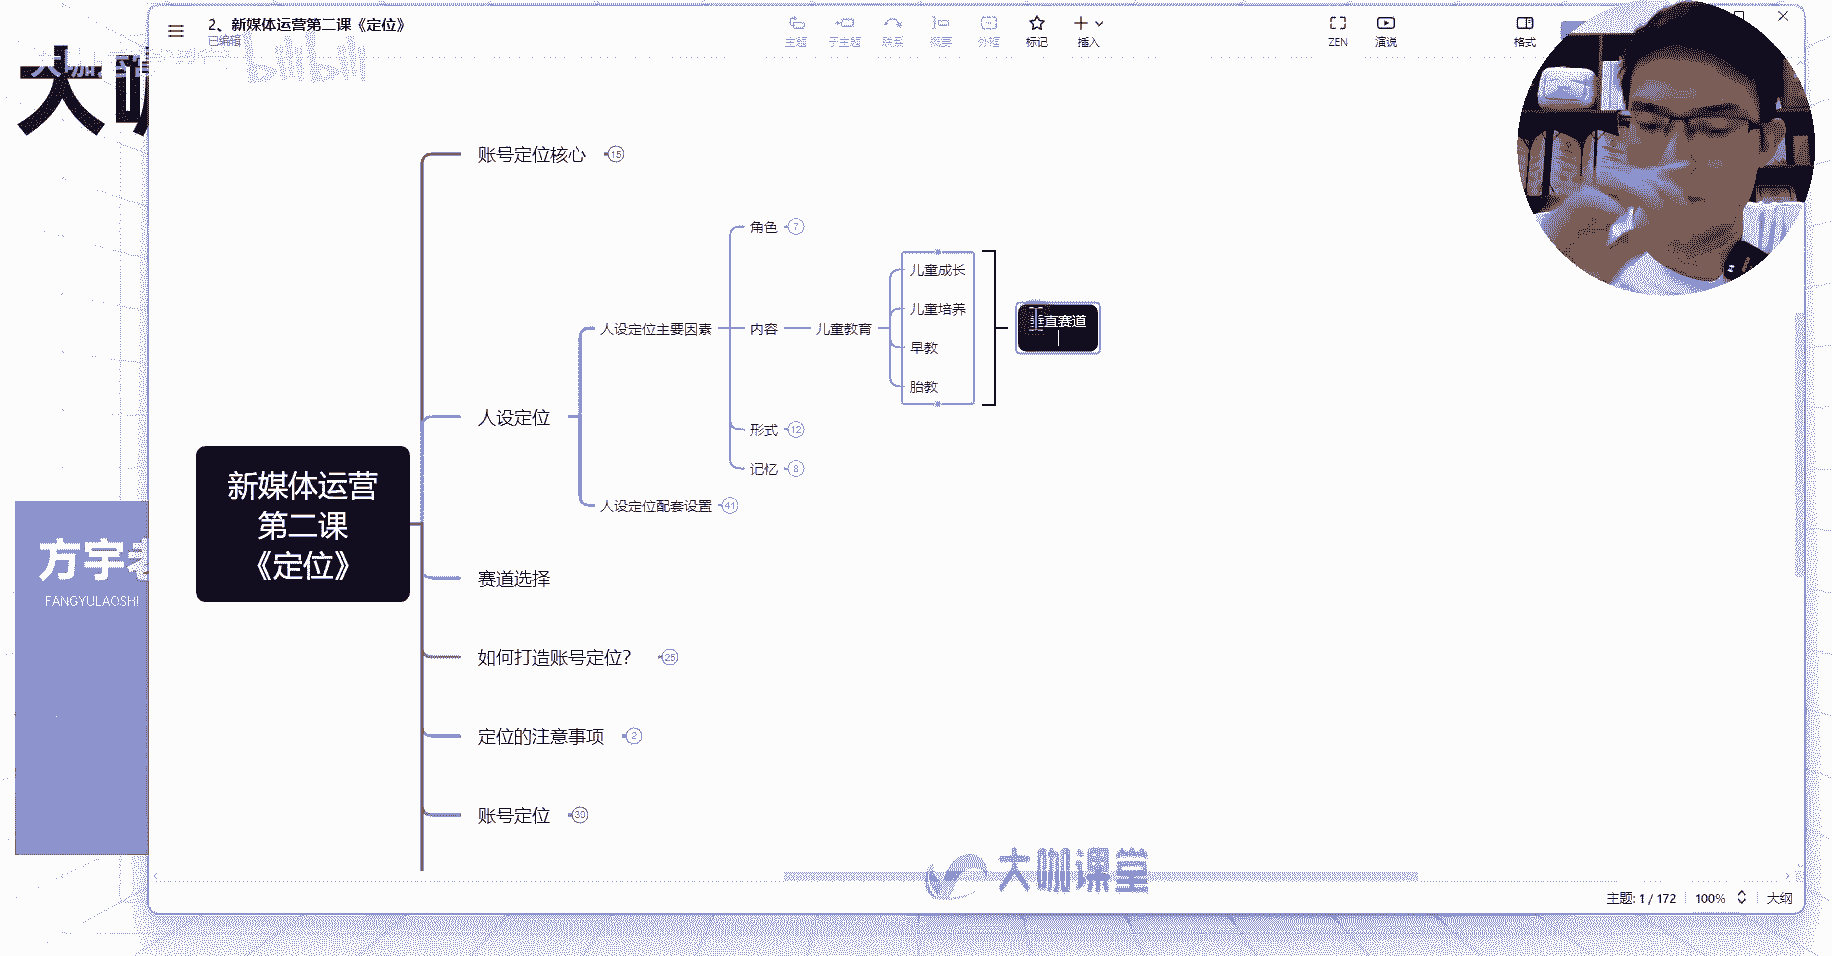 2、新媒体运营第二课《定位》
已编辑
主题
子主题
联系
概要
外框
标记
插入
ZEN
演说
格式
大咖
bilibili
账号定位核心 15
角色 7
儿童成长
儿童培养
早教
胎教
垂直赛道
人设定位主要因素
内容
儿童教育
人设定位
形式 12
记忆 8
人设定位配套设置 41
新媒体运营
第二课
《定位》
赛道选择
如何打造账号定位？ 25
定位的注意事项 2
账号定位 30
方宇老
FANGYULAOSHI
大咖课堂
主题: 1 / 172
100%
大纲